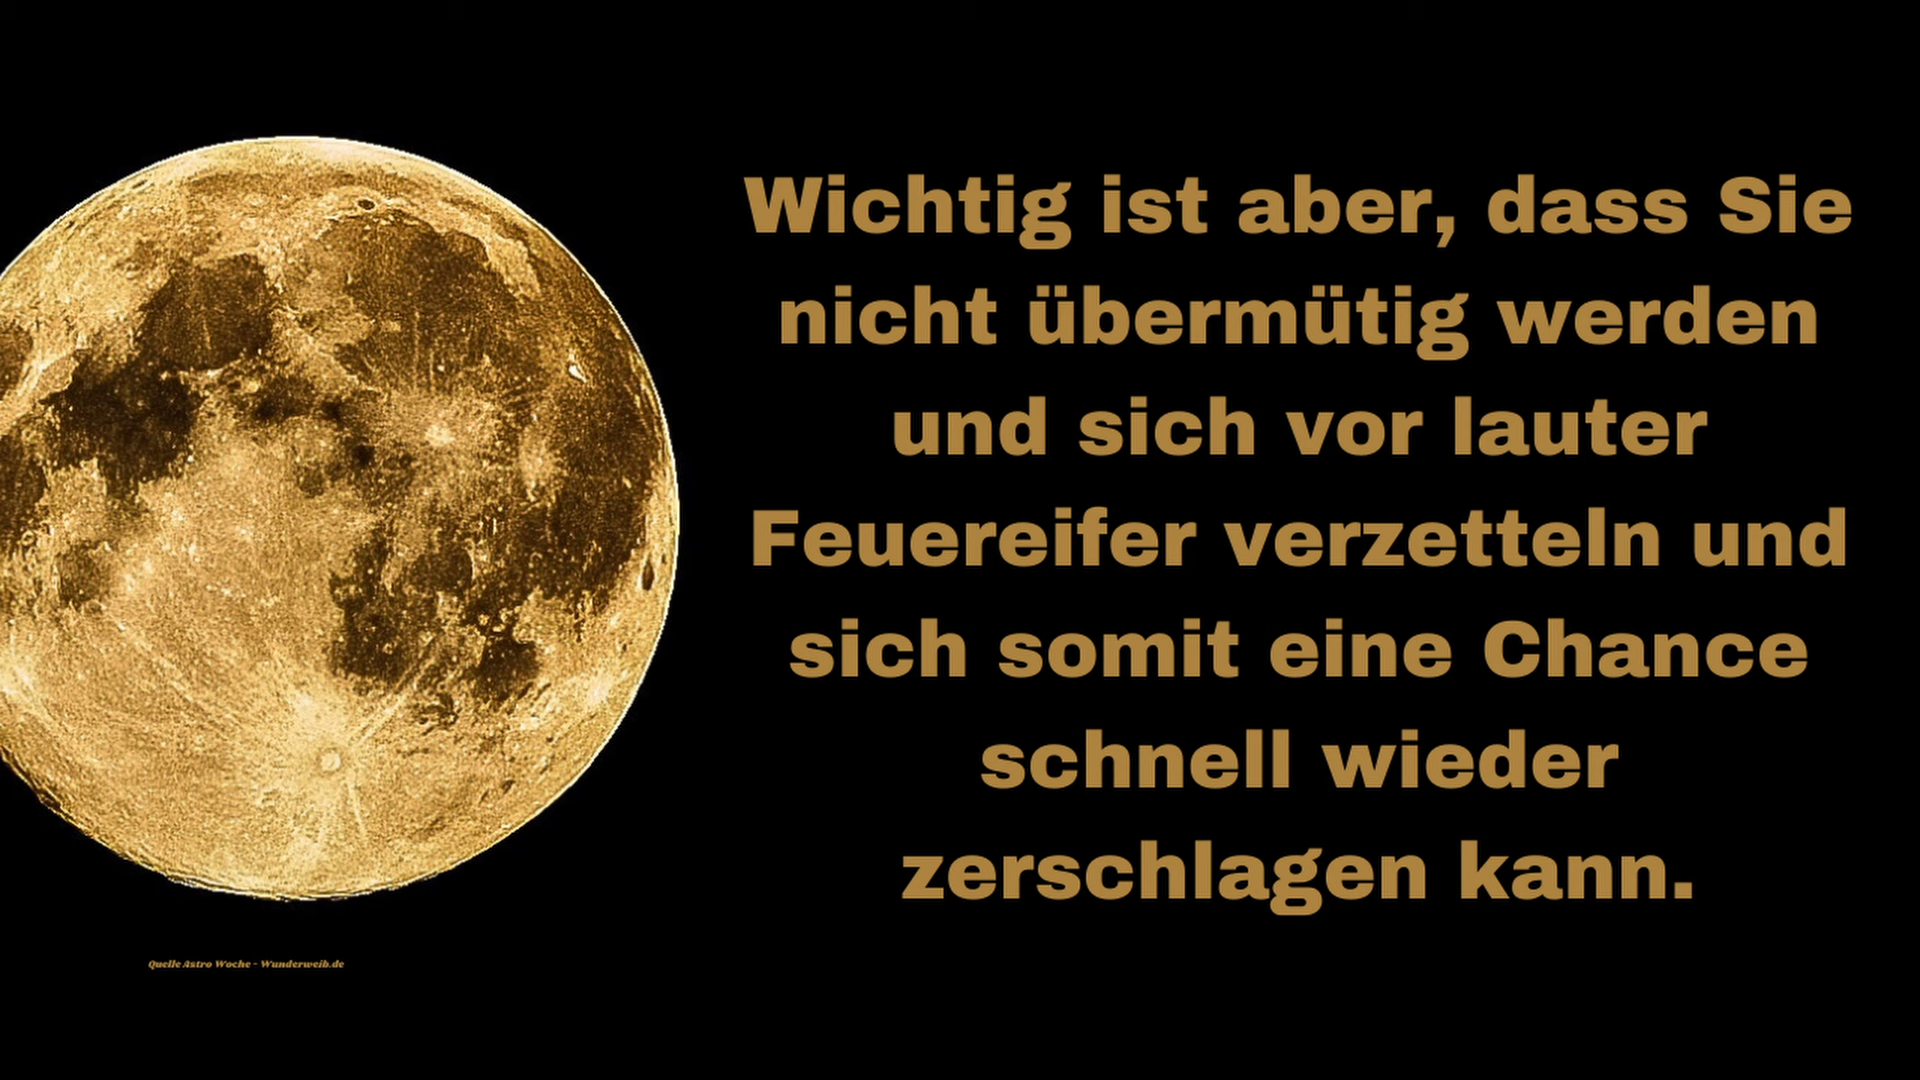 Wichtig ist aber, dass Sie
nicht übermütig werden
und sich vor lauter
Feuereifer verzetteln und
sich somit eine Chance
schnell wieder
zerschlagen kann.
Quelle Astro Woche - Wunderweib.de